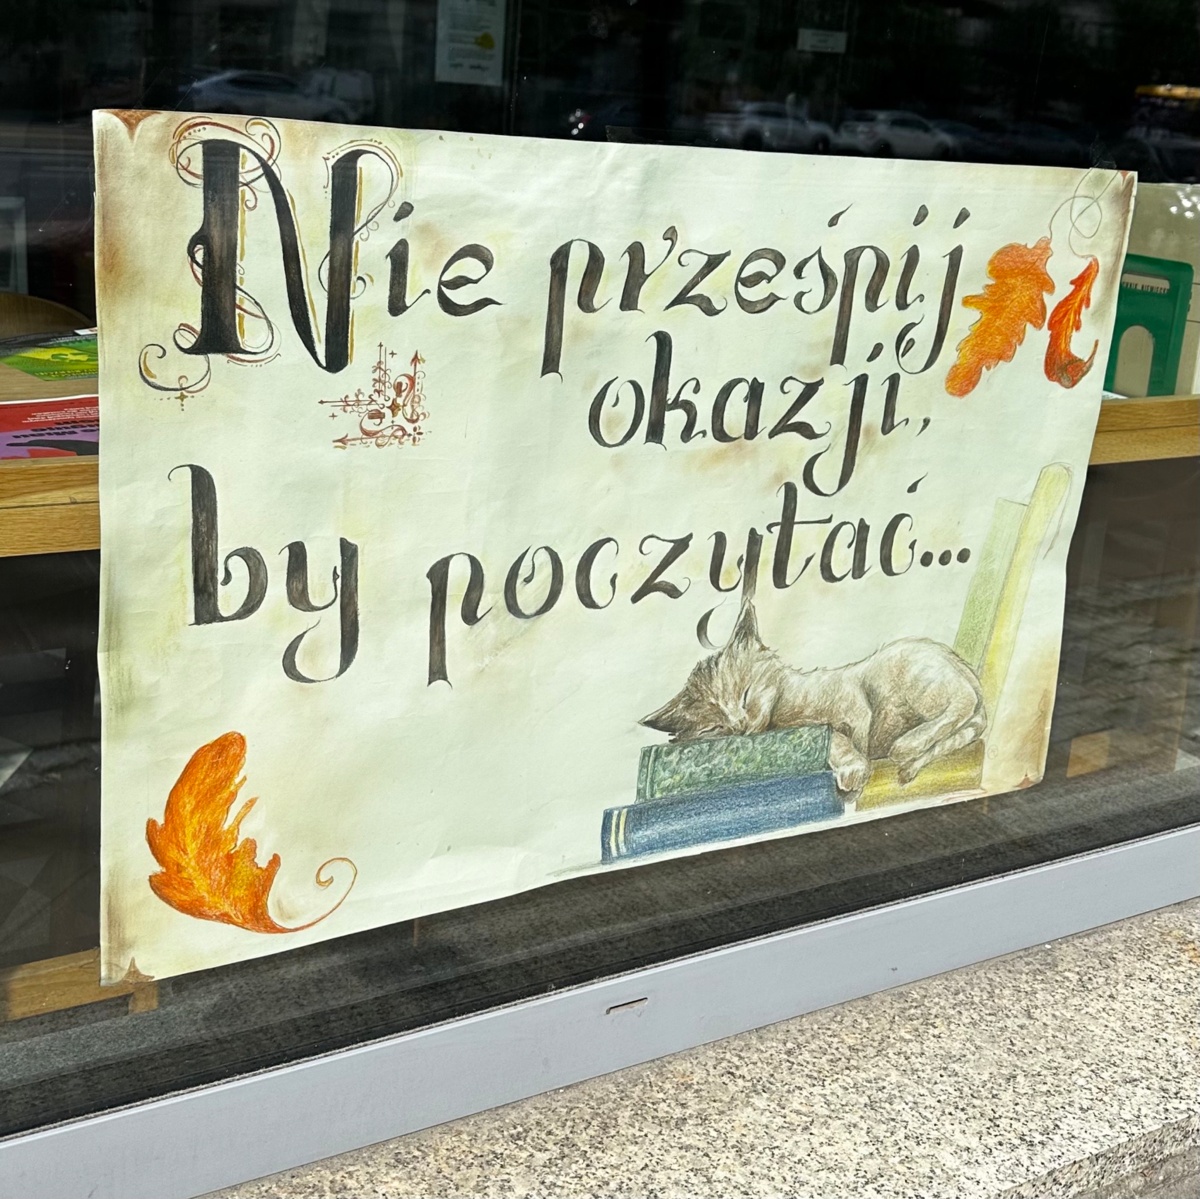 Nie prześpij
okazji,
by poczytać...